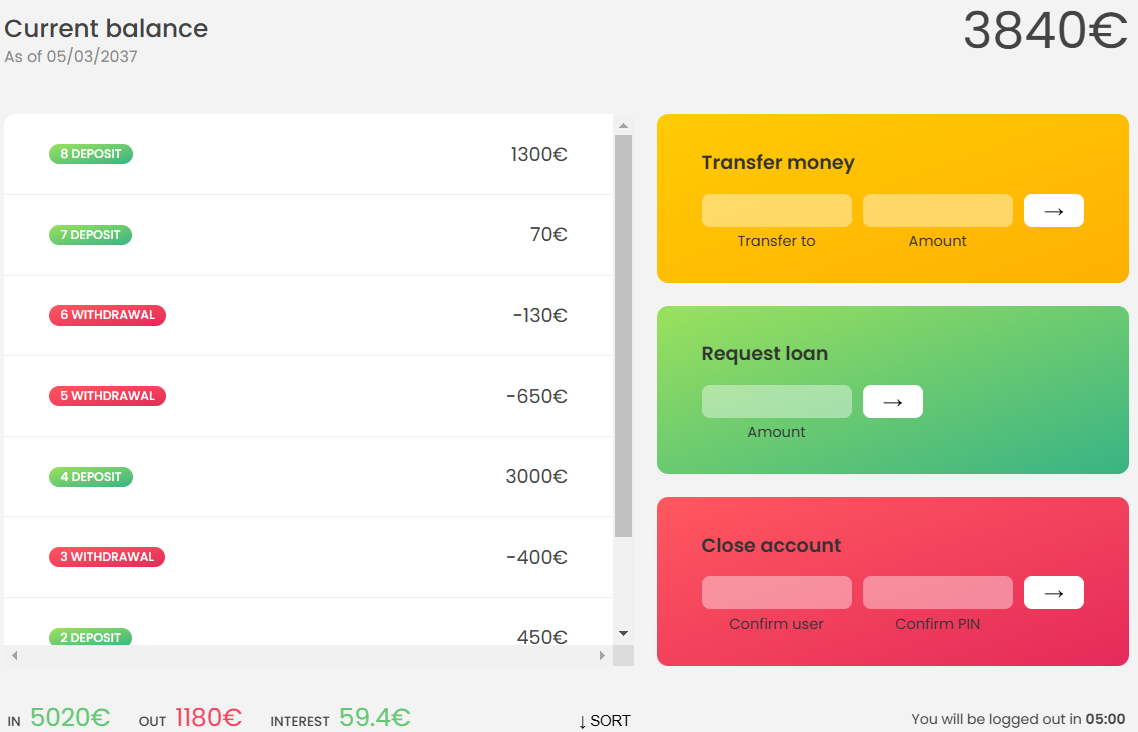 Current balance
As of 05/03/2037
3840€
8 DEPOSIT 1300€
7 DEPOSIT 70€
6 WITHDRAWAL -130€
5 WITHDRAWAL -650€
4 DEPOSIT 3000€
3 WITHDRAWAL -400€
2 DEPOSIT 450€
Transfer money
→
Transfer to Amount
Request loan
→
Amount
Close account
→
Confirm user Confirm PIN
IN 5020€ OUT 1180€ INTEREST 59.4€ ↓ SORT
You will be logged out in 05:00